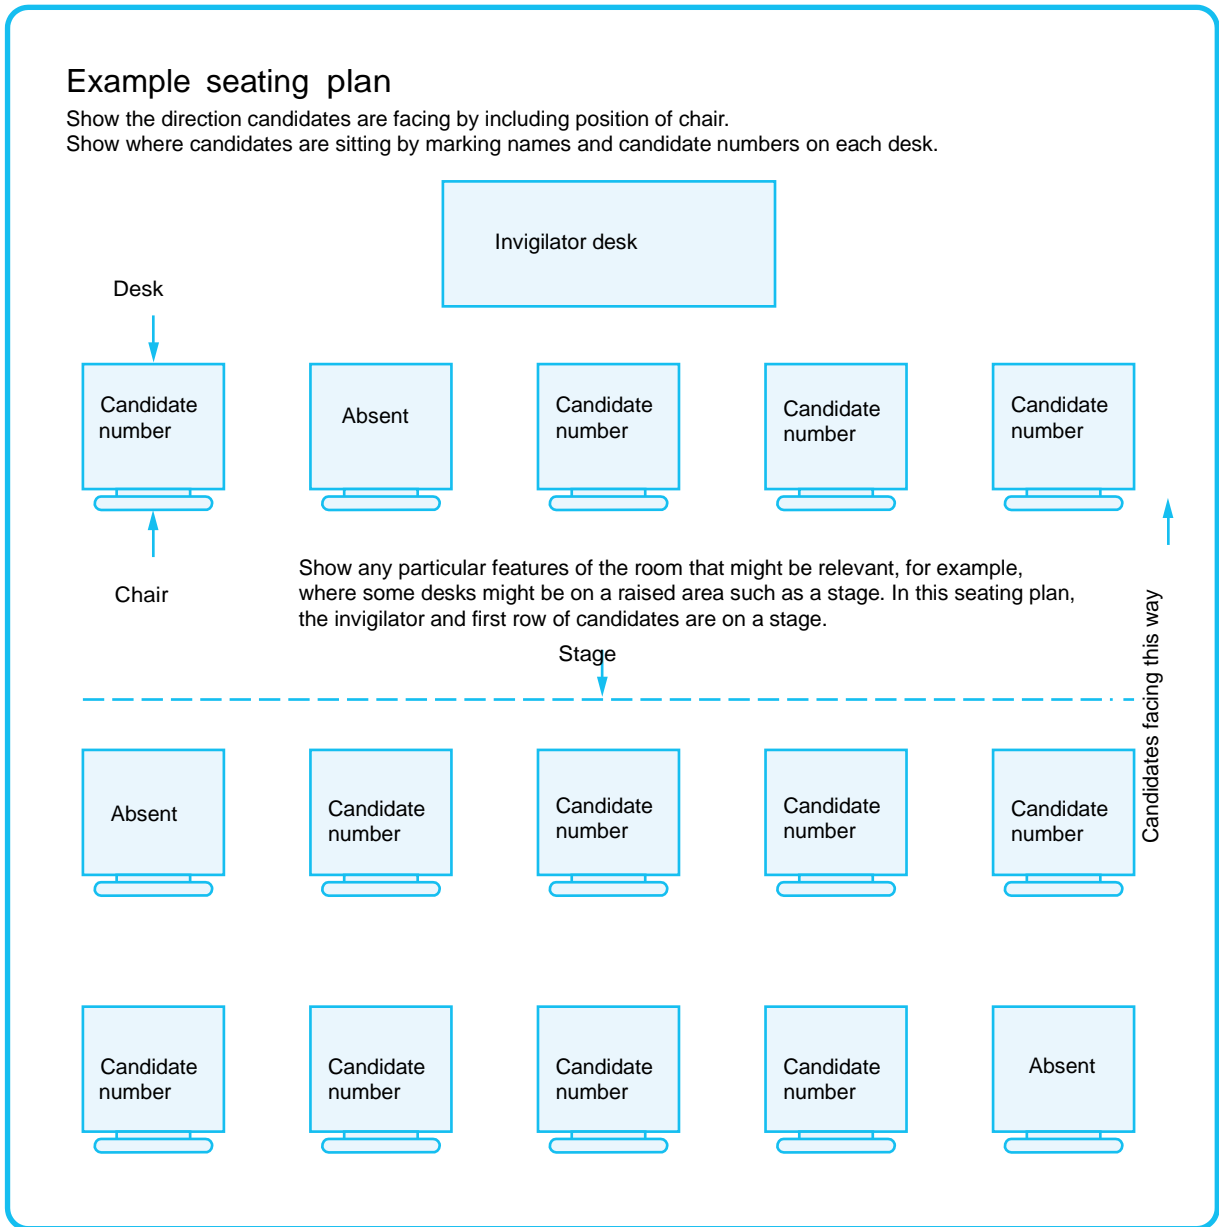 Example seating plan
Show the direction candidates are facing by including position of chair.
Show where candidates are sitting by marking names and candidate numbers on each desk.
Invigilator desk
Desk
Candidate
number
Absent
Candidate
number
Candidate
number
Candidate
number
Chair
Show any particular features of the room that might be relevant, for example,
where some desks might be on a raised area such as a stage. In this seating plan,
the invigilator and first row of candidates are on a stage.
Stage
Candidates facing this way
Absent
Candidate
number
Candidate
number
Candidate
number
Candidate
number
Candidate
number
Candidate
number
Candidate
number
Candidate
number
Absent